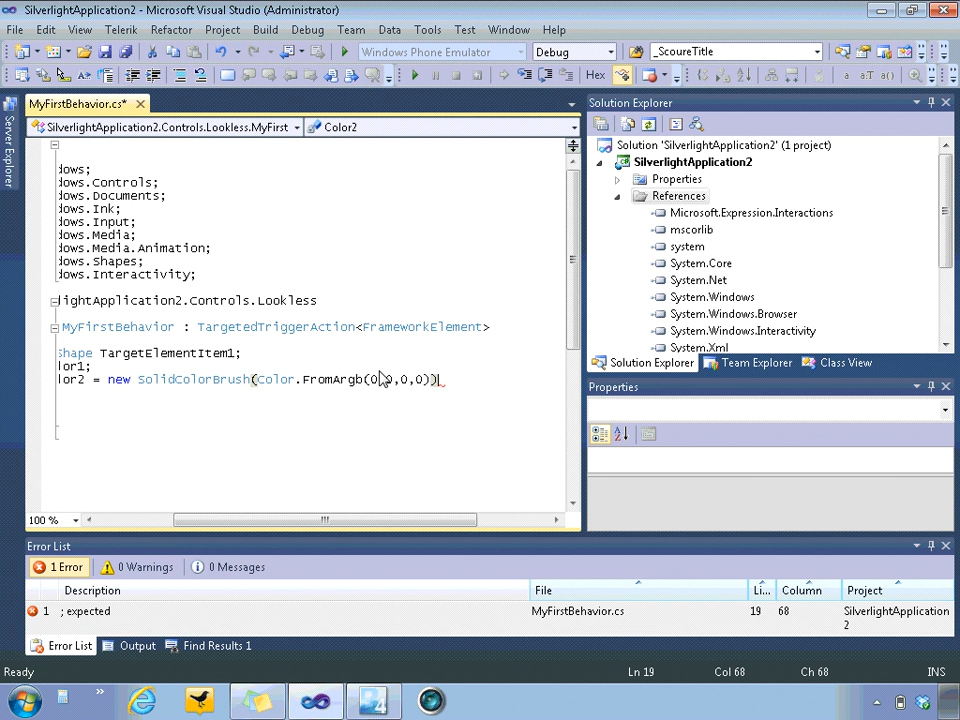 SilverlightApplication2 - Microsoft Visual Studio (Administrator)
File Edit View Telerik Refactor Project Build Debug Team Data Tools Test Window Help
Windows Phone Emulator Debug _ScoureTitle
Hex
MyFirstBehavior.cs*
SilverlightApplication2.Controls.Lookless.MyFirst Color2
Server Explorer
dows;
dows.Controls;
dows.Documents;
dows.Ink;
dows.Input;
dows.Media;
dows.Media.Animation;
dows.Shapes;
dows.Interactivity;
lightApplication2.Controls.Lookless
MyFirstBehavior : TargetedTriggerAction<FrameworkElement>
Shape TargetElementItem1;
lor1;
lor2 = new SolidColorBrush(Color.FromArgb(0,0,0,0))
100 %
Solution Explorer
Solution 'SilverlightApplication2' (1 project)
SilverlightApplication2
Properties
References
Microsoft.Expression.Interactions
mscorlib
system
System.Core
System.Net
System.Windows
System.Windows.Browser
System.Windows.Interactivity
System.Xml
Solution Explorer Team Explorer Class View
Properties
Error List
1 Error 0 Warnings 0 Messages
Description File Li... Column Project
1 ; expected MyFirstBehavior.cs 19 68 SilverlightApplication
2
Error List Output Find Results 1
Ready Ln 19 Col 68 Ch 68 INS